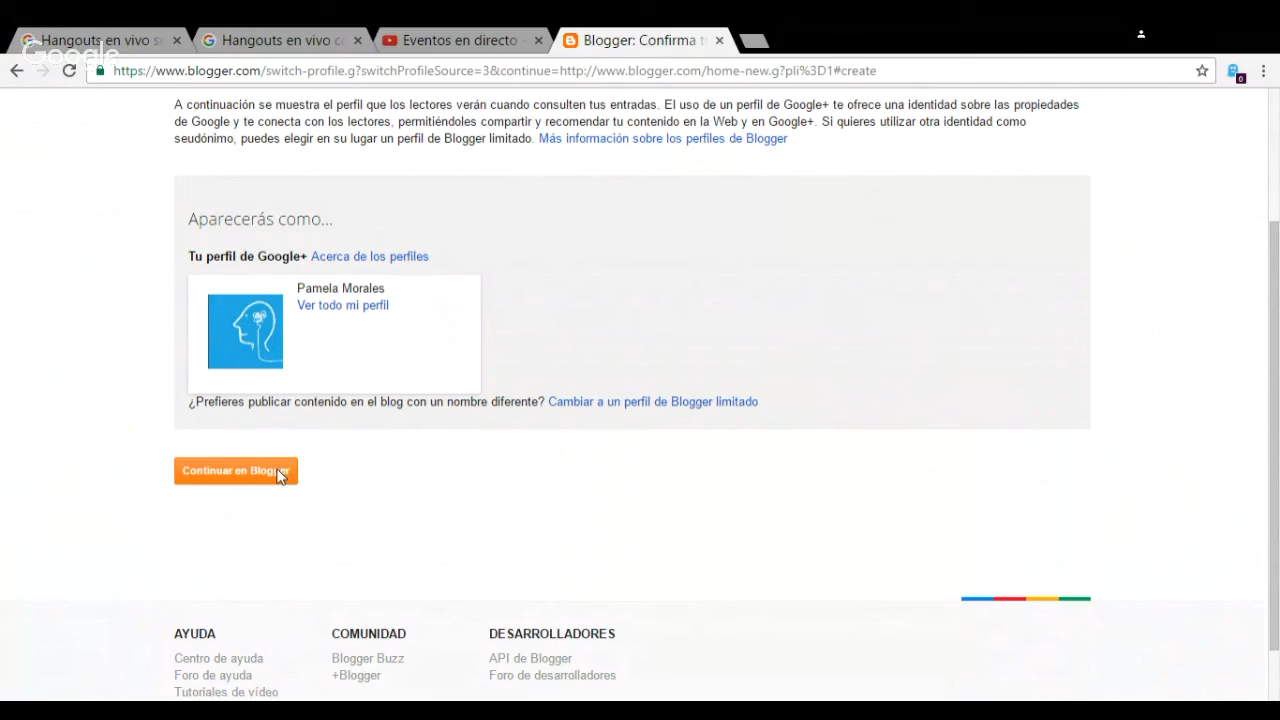 Hangouts en vivo s
Hangouts en vivo c
Eventos en directo -
Blogger: Confirma t
Google
https://www.blogger.com/switch-profile.g?switchProfileSource=3&continue=http://www.blogger.com/home-new.g?pli%3D1#create
0
A continuación se muestra el perfil que los lectores verán cuando consulten tus entradas. El uso de un perfil de Google+ te ofrece una identidad sobre las propiedades
de Google y te conecta con los lectores, permitiéndoles compartir y recomendar tu contenido en la Web y en Google+. Si quieres utilizar otra identidad como
seudónimo, puedes elegir en su lugar un perfil de Blogger limitado. Más información sobre los perfiles de Blogger
Aparecerás como...
Tu perfil de Google+ Acerca de los perfiles
Pamela Morales
Ver todo mi perfil
¿Prefieres publicar contenido en el blog con un nombre diferente? Cambiar a un perfil de Blogger limitado
Continuar en Blogger
AYUDA
Centro de ayuda
Foro de ayuda
Tutoriales de vídeo
COMUNIDAD
Blogger Buzz
+Blogger
DESARROLLADORES
API de Blogger
Foro de desarrolladores